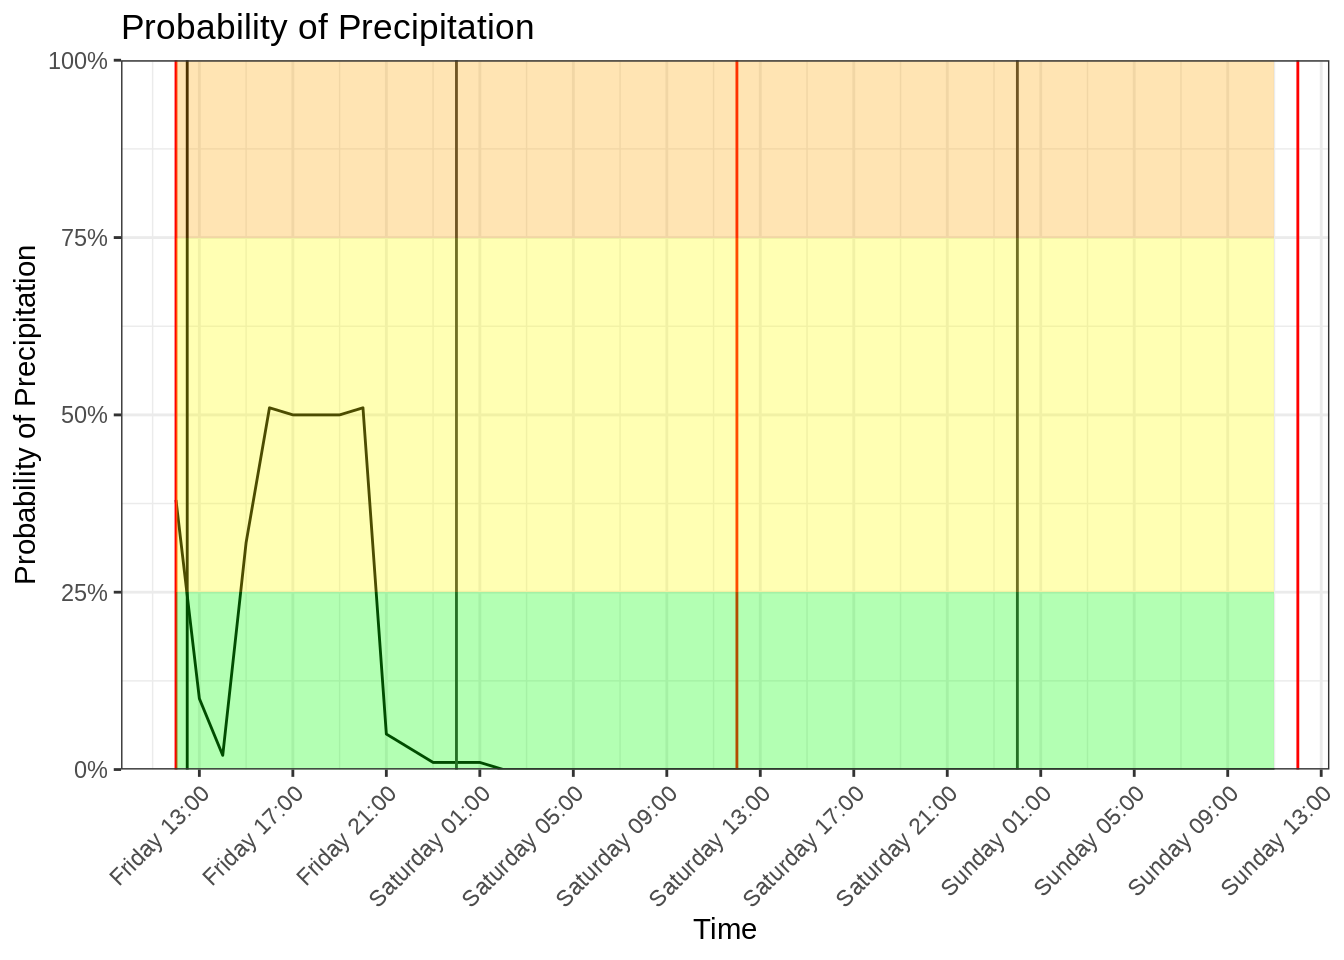 Probability of Precipitation
Probability of Precipitation
100%
75%
50%
25%
0%
Friday 13:00
Friday 17:00
Friday 21:00
Saturday 01:00
Saturday 05:00
Saturday 09:00
Saturday 13:00
Saturday 17:00
Saturday 21:00
Sunday 01:00
Sunday 05:00
Sunday 09:00
Sunday 13:00
Time